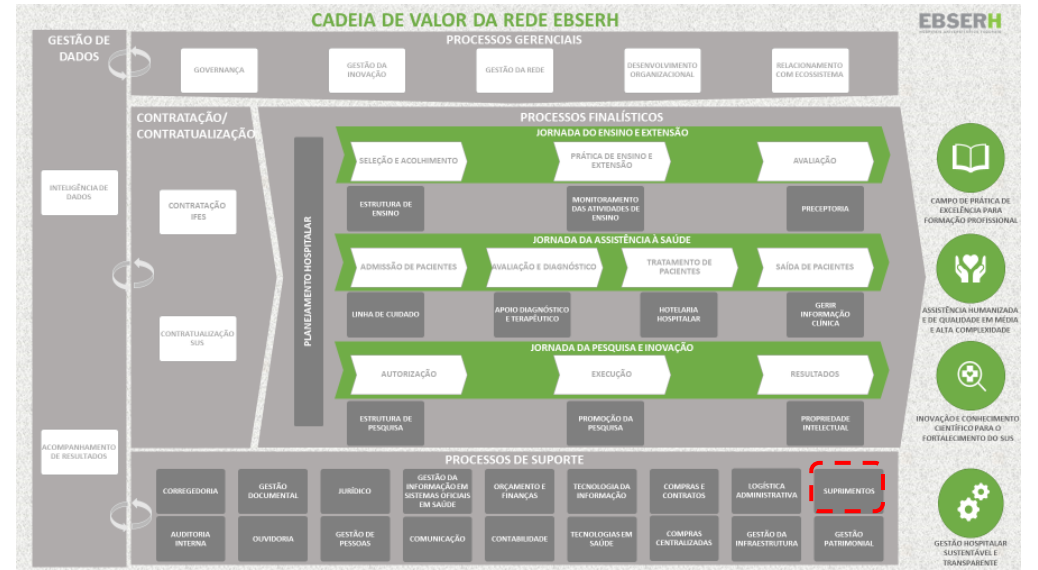 CADEIA DE VALOR DA REDE EBSERH
EBSERH
GESTÃO DE
DADOS
INTELIGÊNCIA DE
DADOS
ACOMPANHAMENTO
DE RESULTADOS
PROCESSOS GERENCIAIS
GOVERNANÇA
GESTÃO DA
INOVAÇÃO
GESTÃO DA REDE
DESENVOLVIMENTO
ORGANIZACIONAL
RELACIONAMENTO
COM ECOSSISTEMA
CONTRATAÇÃO/
CONTRATUALIZAÇÃO
CONTRATAÇÃO
IFES
CONTRATUALIZAÇÃO
SUS
PROCESSOS FINALÍSTICOS
PLANEJAMENTO HOSPITALAR
JORNADA DO ENSINO E EXTENSÃO
SELEÇÃO E ACOLHIMENTO
PRÁTICA DE ENSINO E
EXTENSÃO
AVALIAÇÃO
ESTRUTURA DE
ENSINO
MONITORAMENTO
DAS ATIVIDADES DE
ENSINO
PRECEPTORIA
JORNADA DA ASSISTÊNCIA À SAÚDE
ADMISSÃO DE PACIENTES
AVALIAÇÃO E DIAGNÓSTICO
TRATAMENTO DE
PACIENTES
SAÍDA DE PACIENTES
LINHA DE CUIDADO
APOIO DIAGNÓSTICO
E TERAPÊUTICO
HOTELARIA
HOSPITALAR
GERIR
INFORMAÇÃO
CLÍNICA
JORNADA DA PESQUISA E INOVAÇÃO
AUTORIZAÇÃO
EXECUÇÃO
RESULTADOS
ESTRUTURA DE
PESQUISA
PROMOÇÃO DA
PESQUISA
PROPRIEDADE
INTELECTUAL
PROCESSOS DE SUPORTE
CORREGEDORIA
GESTÃO
DOCUMENTAL
JURÍDICO
GESTÃO DA
INFORMAÇÃO EM
SISTEMAS OFICIAIS
EM SAÚDE
ORÇAMENTO E
FINANÇAS
TECNOLOGIA DA
INFORMAÇÃO
COMPRAS E
CONTRATOS
LOGÍSTICA
ADMINISTRATIVA
SUPRIMENTOS
AUDITORIA
INTERNA
OUVIDORIA
GESTÃO DE
PESSOAS
COMUNICAÇÃO
CONTABILIDADE
TECNOLOGIAS EM
SAÚDE
COMPRAS
CENTRALIZADAS
GESTÃO DA
INFRAESTRUTURA
GESTÃO
PATRIMONIAL
CAMPO DE PRÁTICA DE
EXCELÊNCIA PARA
FORMAÇÃO PROFISSIONAL
ASSISTÊNCIA HUMANIZADA
E DE QUALIDADE EM MÉDIA
E ALTA COMPLEXIDADE
INOVAÇÃO E CONHECIMENTO
CIENTÍFICO PARA O
FORTALECIMENTO DO SUS
GESTÃO HOSPITALAR
SUSTENTÁVEL E
TRANSPARENTE